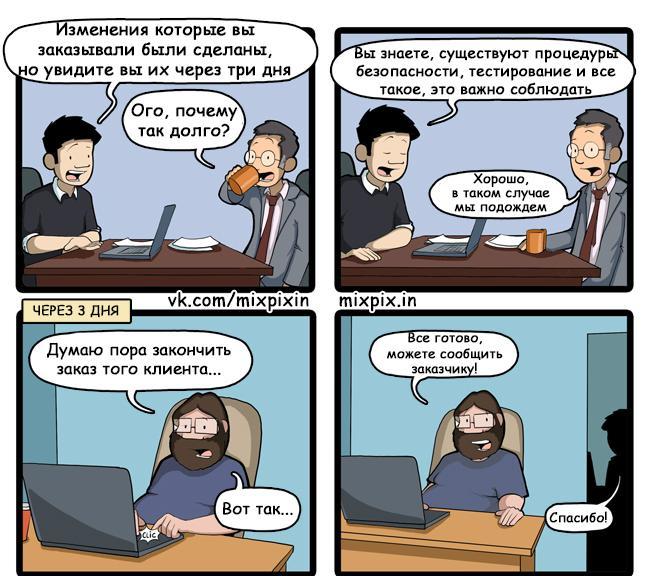 Изменения которые вы
заказывали были сделаны,
но увидите вы их через три дня
Ого, почему
так долго?
Вы знаете, существуют процедуры
безопасности, тестирование и все
такое, это важно соблюдать
Хорошо,
в таком случае
мы подождем
vk.com/mixpixin
mixpix.in
ЧЕРЕЗ 3 ДНЯ
Думаю пора закончить
заказ того клиента...
Вот так...
CLIC
Все готово,
можете сообщить
заказчику!
Спасибо!